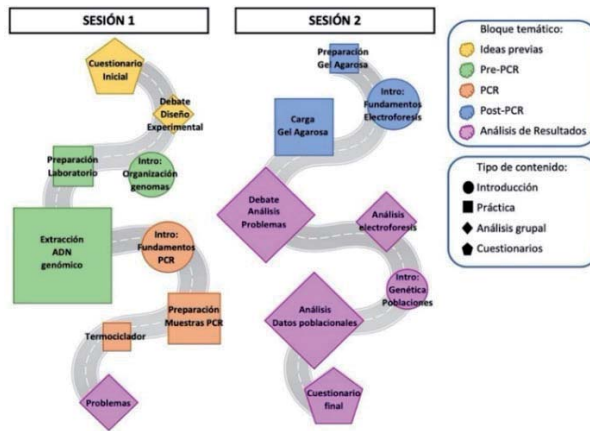 SESIÓN 1
Cuestionario
Inicial
Debate
Diseño
Experimental
Preparación
Laboratorio
Intro:
Organización
genomas
Extracción
ADN
genómico
Intro:
Fundamentos
PCR
Preparación
Muestras PCR
Termociclador
Problemas
SESIÓN 2
Preparación
Gel Agarosa
Intro:
Fundamentos
Electroforesis
Carga
Gel Agarosa
Debate
Análisis
Problemas
Análisis
electroforesis
Intro:
Genética
Poblaciones
Análisis
Datos poblacionales
Cuestionario
final
Bloque temático:
Ideas previas
Pre-PCR
PCR
Post-PCR
Análisis de Resultados
Tipo de contenido:
Introducción
Práctica
Análisis grupal
Cuestionarios